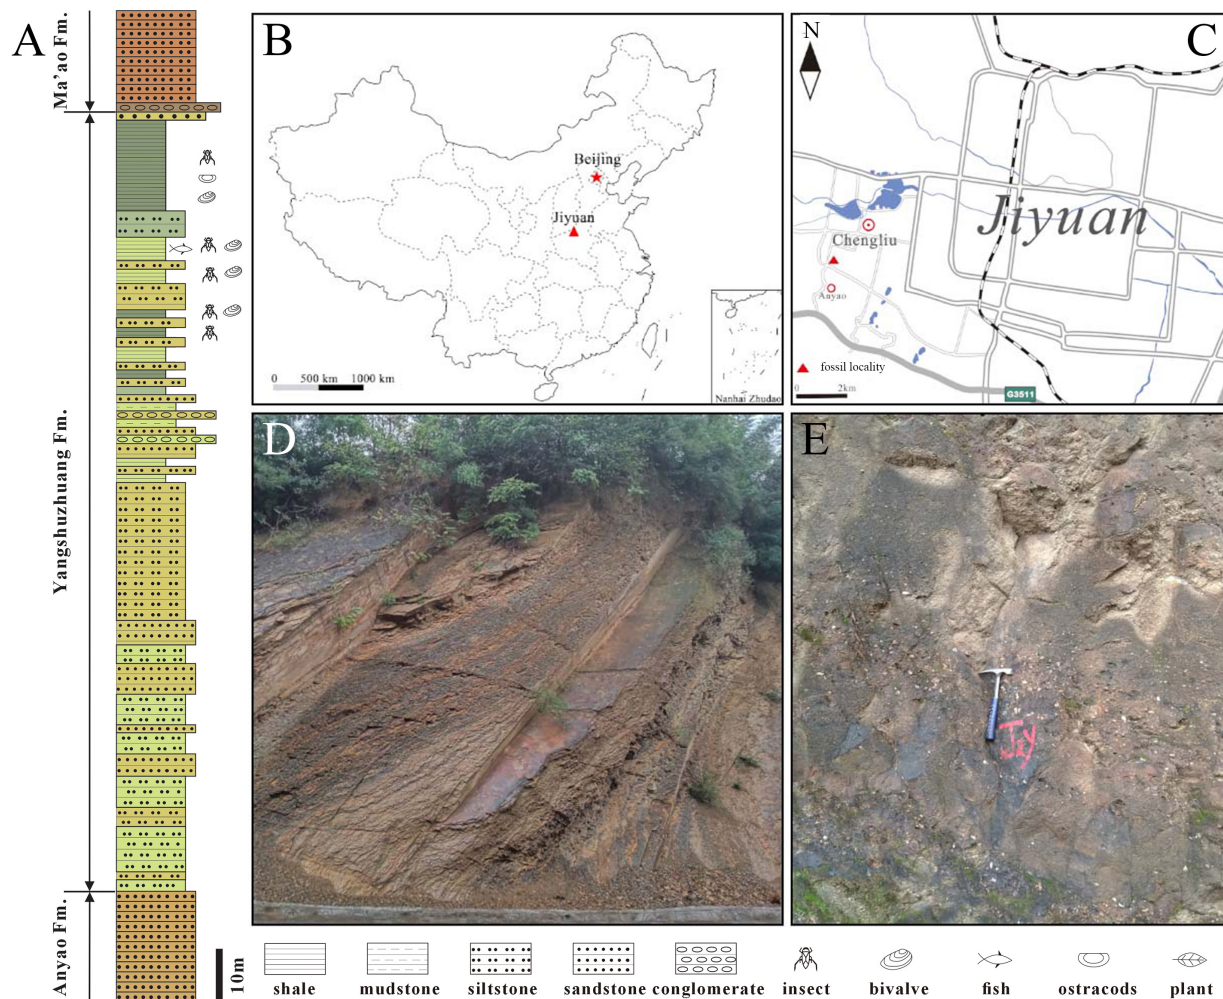 A
Ma'ao Fm.
Yangshuzhuang Fm.
Anyao Fm.
10m
B
Beijing
Jiyuan
0 500 km 1000 km
Nanhai Zhudao
C
N
Jiyuan
Chengliu
Anyao
fossil locality
0 2km
G3511
D
E
JiY
shale mudstone siltstone sandstone conglomerate insect bivalve fish ostracods plant